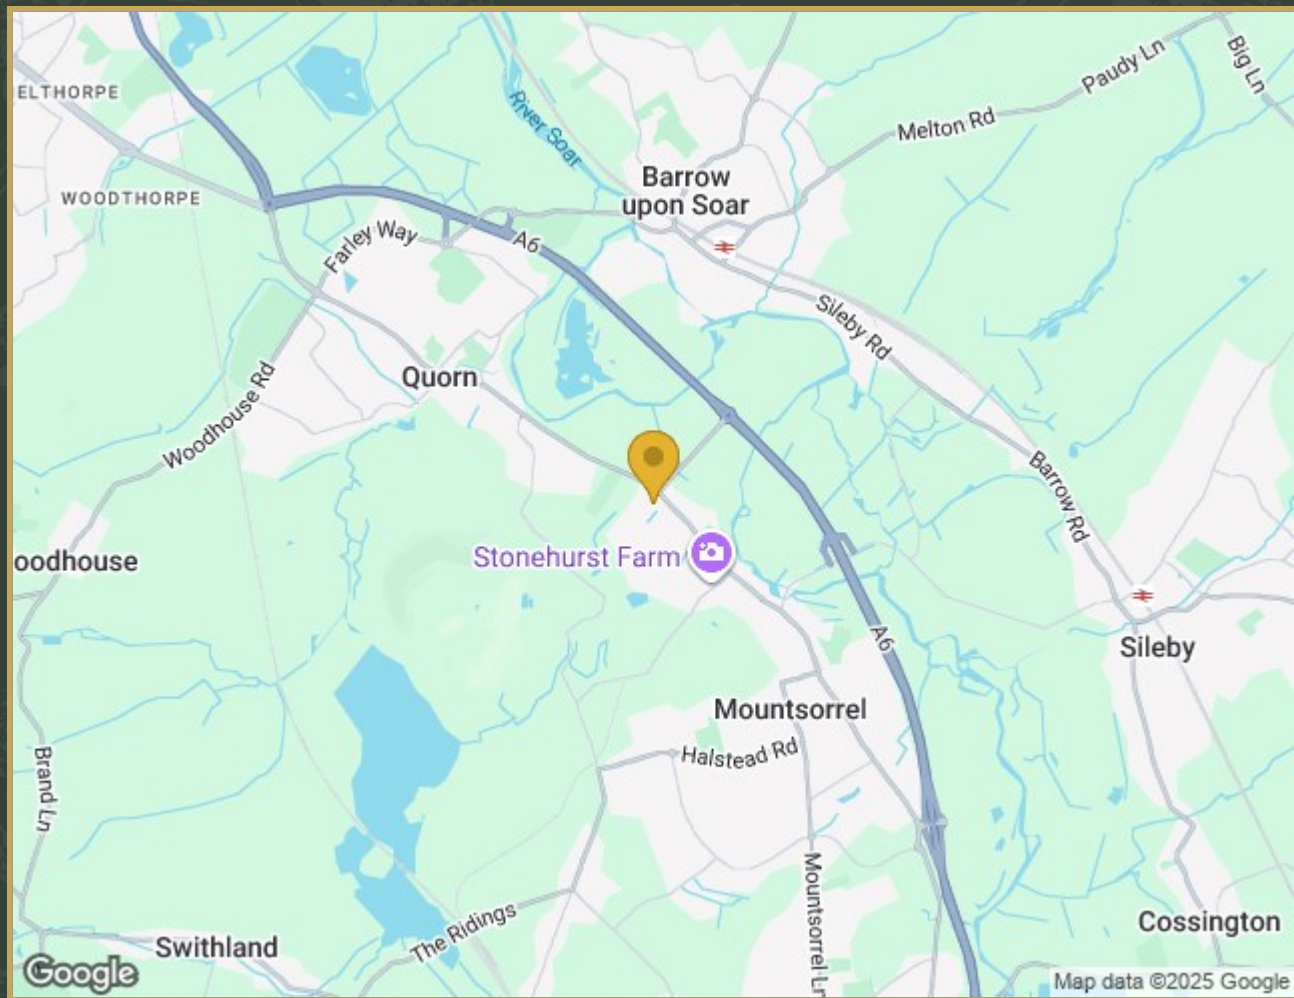 ELTHORPE
WOODTHORPE
Farley Way
A6
River Soar
Barrow
upon Soar
Melton Rd
Paudy Ln
Big Ln
Sileby Rd
Quorn
Woodhouse Rd
oodhouse
Stonehurst Farm
Barrow Rd
Sileby
A6
Mountsorrel
Halstead Rd
Brand Ln
Mountsorrel Ln
The Ridings
Swithland
Cossington
Google
Map data ©2025 Google